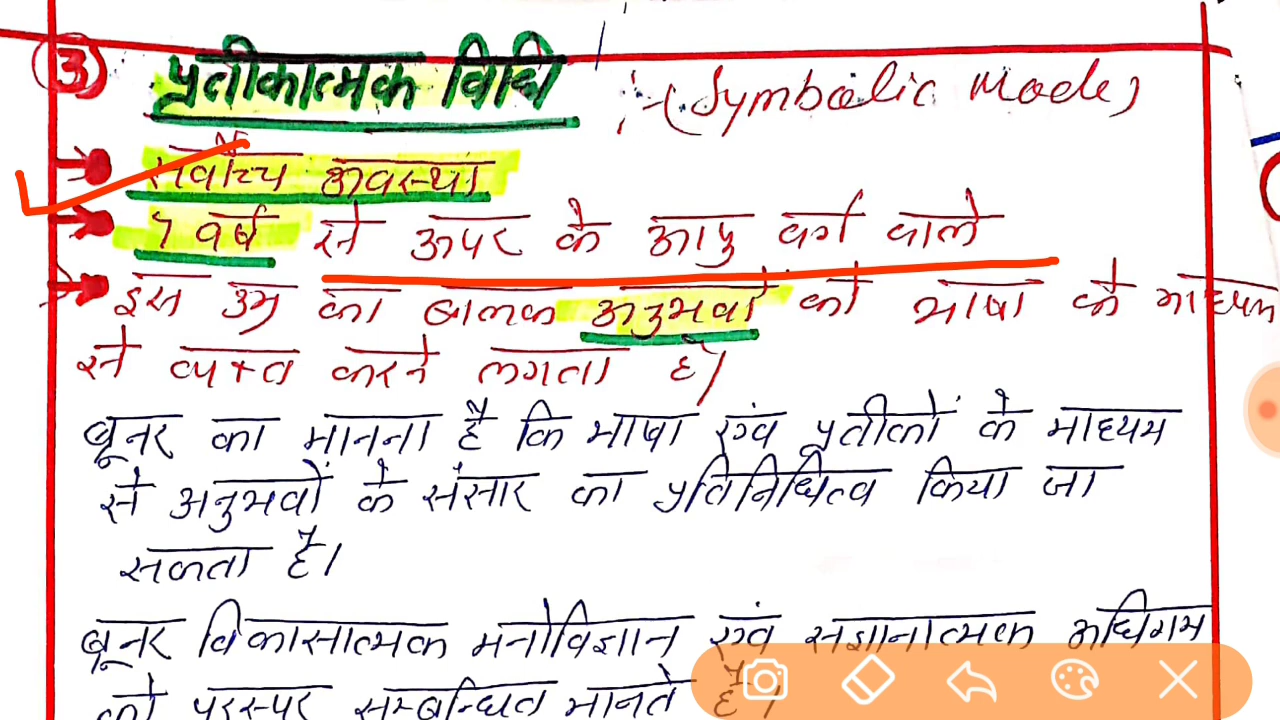 ③ प्रतीकात्मक विधि :- (Symbolic Mode)
→ सर्वोच्च अवस्था
→ 7 वर्ष से ऊपर के आयु वर्ग वाले
→ इस उम्र का बालक अनुभवों को भाषा के माध्यम
से व्यक्त करने लगता है।
ब्रूनर का मानना है कि भाषा एंव प्रतीकों के माध्यम
से अनुभवों के संसार का प्रतिनिधित्व किया जा
सकता है।
ब्रूनर विकासात्मक मनोविज्ञान एंव संज्ञानात्मक अधिगम
को परस्पर सम्बन्धित मानते है।